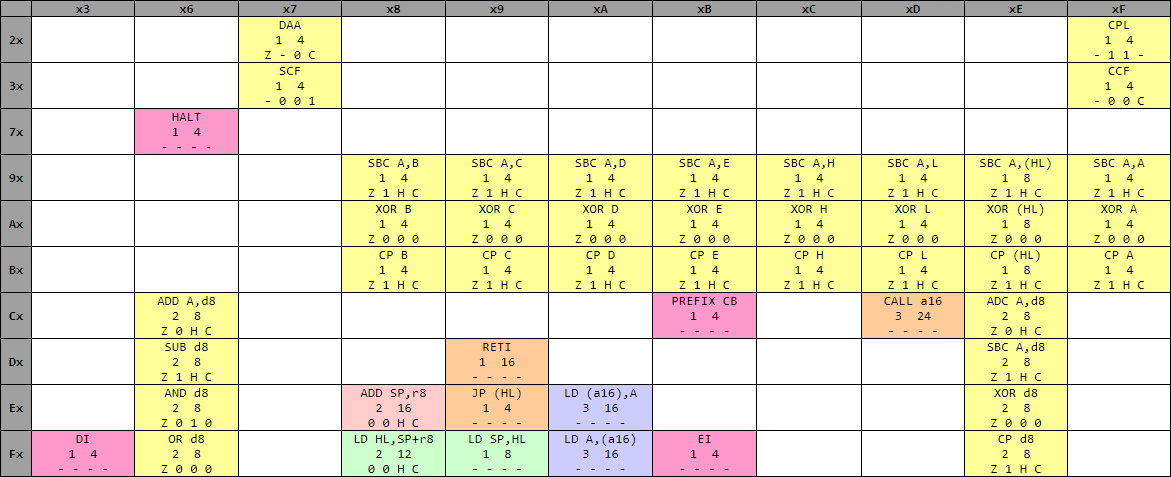 x3 x6 x7 x8 x9 xA xB xC xD xE xF
2x
DAA CPL
1 4 1 4
Z - 0 C - 1 1 -
3x
SCF CCF
1 4 1 4
- 0 0 1 - 0 0 C
7x
HALT
1 4
- - - -
9x
SBC A,B SBC A,C SBC A,D SBC A,E SBC A,H SBC A,L SBC A,(HL) SBC A,A
1 4 1 4 1 4 1 4 1 4 1 4 1 8 1 4
Z 1 H C Z 1 H C Z 1 H C Z 1 H C Z 1 H C Z 1 H C Z 1 H C Z 1 H C
Ax
XOR B XOR C XOR D XOR E XOR H XOR L XOR (HL) XOR A
1 4 1 4 1 4 1 4 1 4 1 4 1 8 1 4
Z 0 0 0 Z 0 0 0 Z 0 0 0 Z 0 0 0 Z 0 0 0 Z 0 0 0 Z 0 0 0 Z 0 0 0
Bx
CP B CP C CP D CP E CP H CP L CP (HL) CP A
1 4 1 4 1 4 1 4 1 4 1 4 1 8 1 4
Z 1 H C Z 1 H C Z 1 H C Z 1 H C Z 1 H C Z 1 H C Z 1 H C Z 1 H C
Cx
ADD A,d8 PREFIX CB CALL a16 ADC A,d8
2 8 1 4 3 24 2 8
Z 0 H C - - - - - - - - Z 0 H C
Dx
SUB d8 RETI SBC A,d8
2 8 1 16 2 8
Z 1 H C - - - - Z 1 H C
Ex
AND d8 ADD SP,r8 JP (HL) LD (a16),A XOR d8
2 8 2 16 1 4 3 16 2 8
Z 0 1 0 0 0 H C - - - - - - - - Z 0 0 0
Fx
DI OR d8 LD HL,SP+r8 LD SP,HL LD A,(a16) EI CP d8
1 4 2 8 2 12 1 8 3 16 1 4 2 8
- - - - Z 0 0 0 0 0 H C - - - - - - - - - - - - Z 1 H C